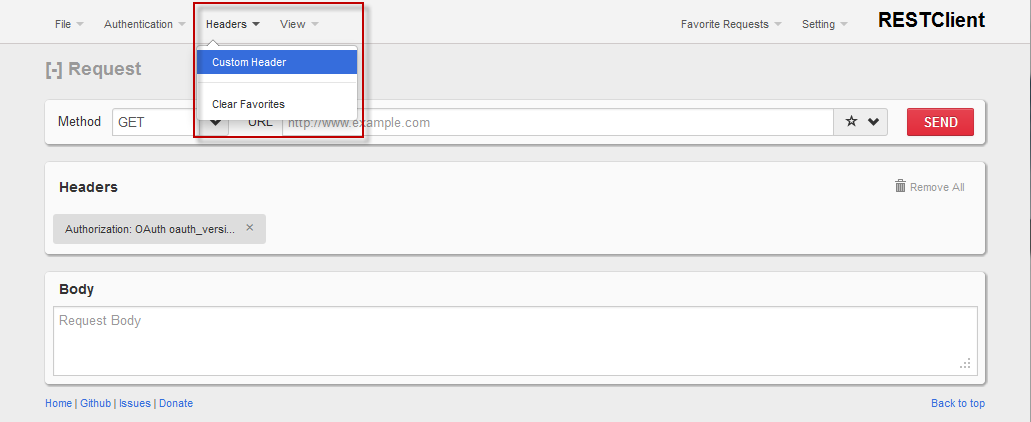 File Authentication Headers View Favorite Requests Setting RESTClient
Custom Header
Clear Favorites
[-] Request
Method GET URL http://www.example.com SEND
Headers Remove All
Authorization: OAuth oauth_versi... ×
Body
Request Body
Home | Github | Issues | Donate Back to top